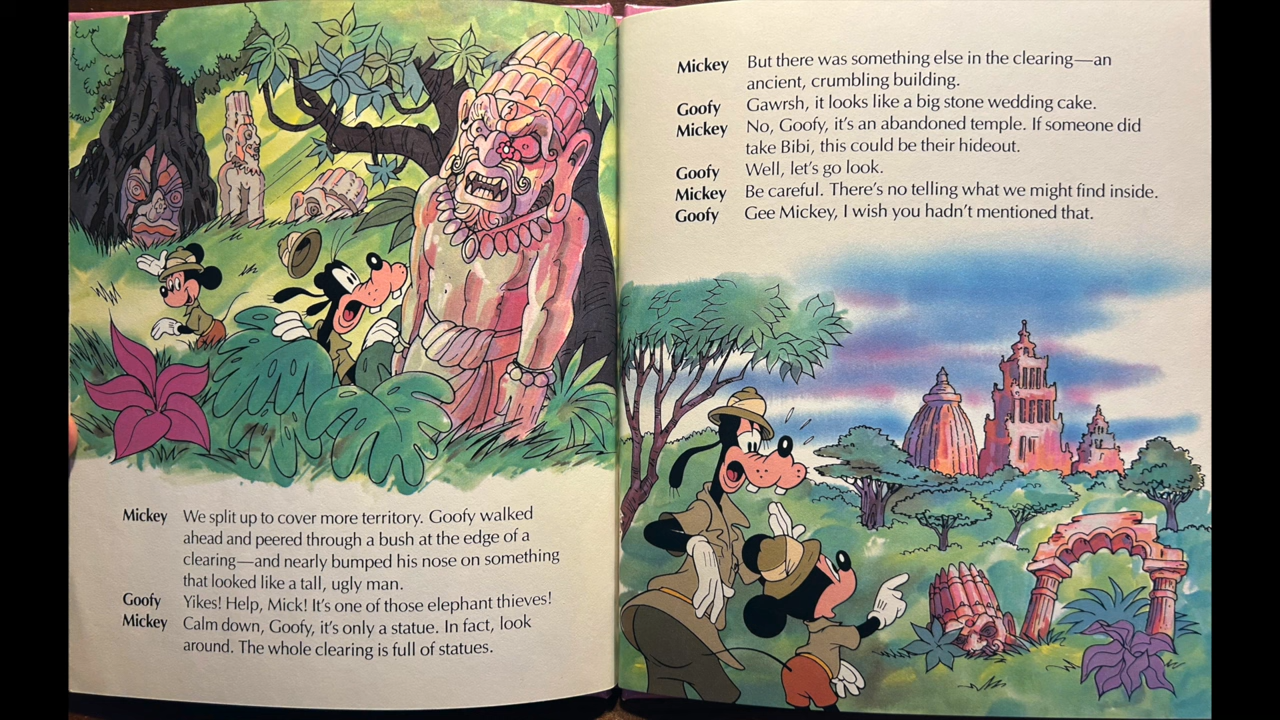 Mickey We split up to cover more territory. Goofy walked
ahead and peered through a bush at the edge of a
clearing—and nearly bumped his nose on something
that looked like a tall, ugly man.
Goofy Yikes! Help, Mick! It's one of those elephant thieves!
Mickey Calm down, Goofy, it's only a statue. In fact, look
around. The whole clearing is full of statues.
Mickey But there was something else in the clearing—an
ancient, crumbling building.
Goofy Gawrsh, it looks like a big stone wedding cake.
Mickey No, Goofy, it's an abandoned temple. If someone did
take Bibi, this could be their hideout.
Goofy Well, let's go look.
Mickey Be careful. There's no telling what we might find inside.
Goofy Gee Mickey, I wish you hadn't mentioned that.